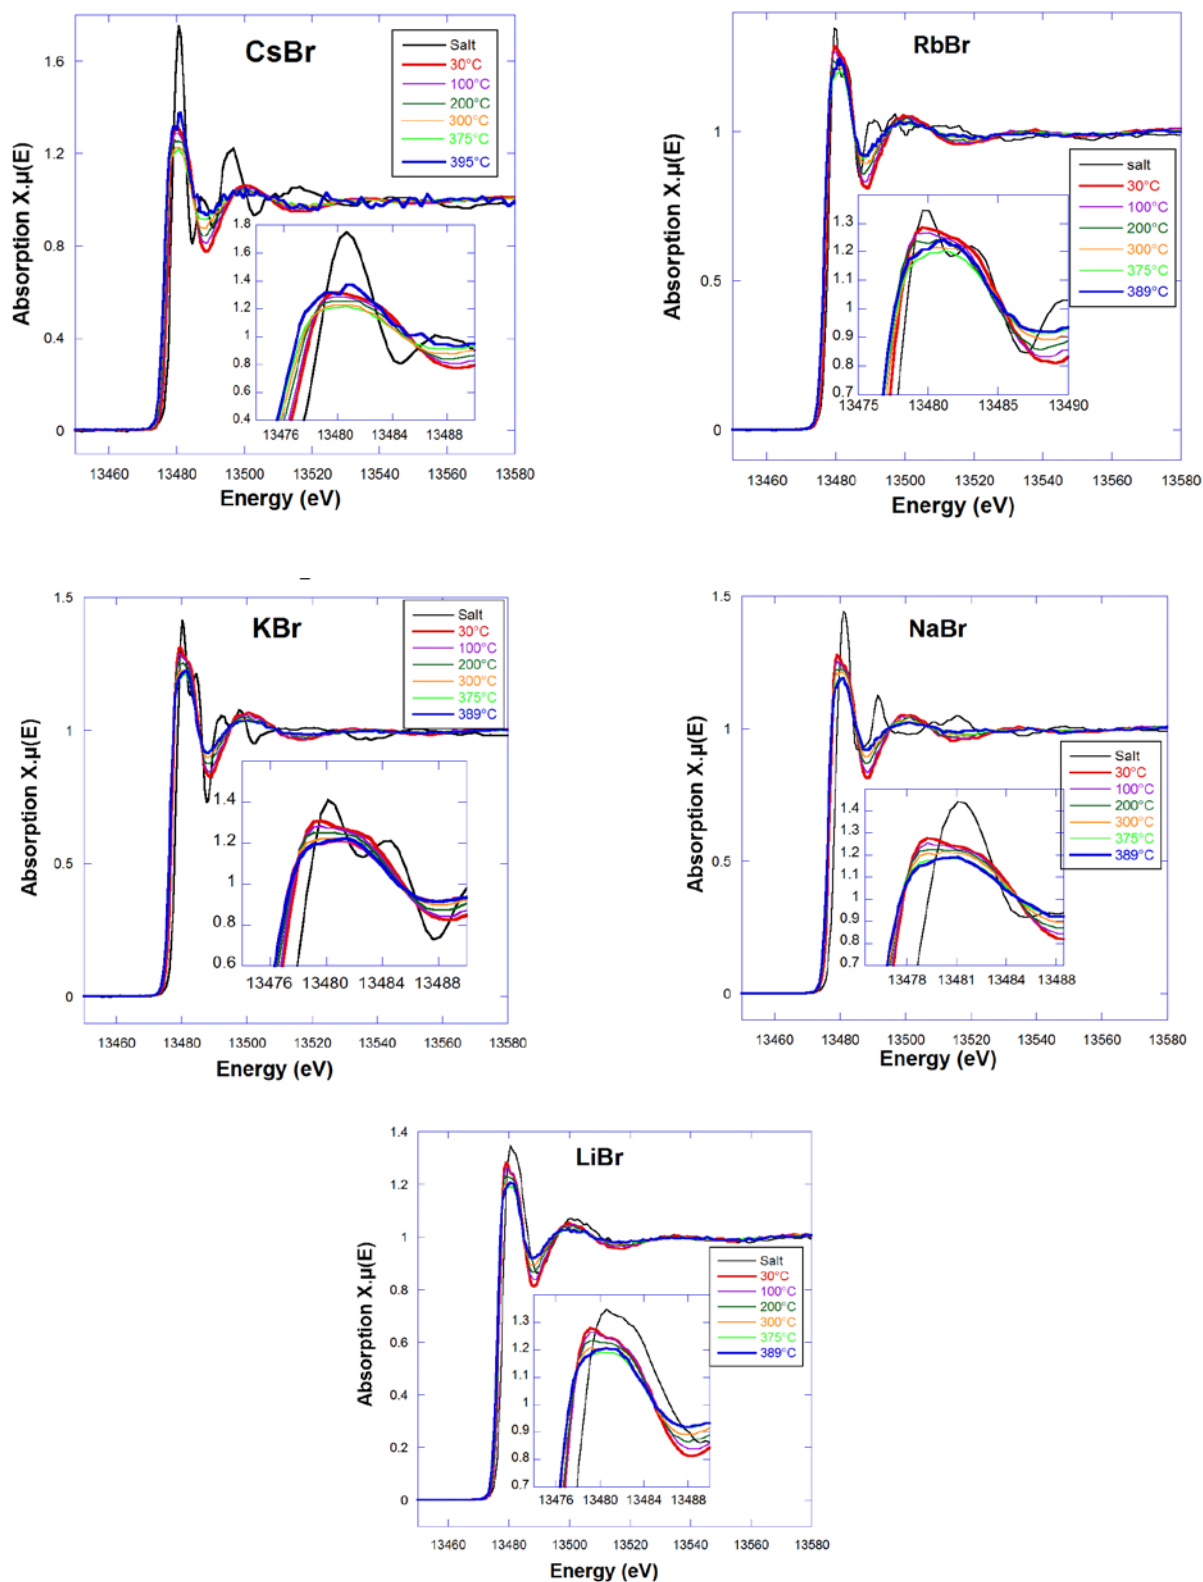 CsBr
Salt
30°C
100°C
200°C
300°C
375°C
395°C
Absorption X.µ(E)
1.6
1.2
0.8
0.4
0
1.8
1.6
1.4
1.2
1
0.8
0.6
0.4
13476 13480 13484 13488
13460 13480 13500 13520 13540 13560 13580
Energy (eV)
RbBr
salt
30°C
100°C
200°C
300°C
375°C
389°C
Absorption X.µ(E)
1
0.5
0
1.3
1.2
1.1
1
0.9
0.8
0.7
13475 13480 13485 13490
13460 13480 13500 13520 13540 13560 13580
Energy (eV)
KBr
Salt
30°C
100°C
200°C
300°C
375°C
389°C
Absorption X.µ(E)
1.5
1
0.5
0
1.4
1.2
1
0.8
0.6
13476 13480 13484 13488
13460 13480 13500 13520 13540 13560 13580
Energy (eV)
NaBr
Salt
30°C
100°C
200°C
300°C
375°C
389°C
Absorption X.µ(E)
1.5
1
0.5
0
1.4
1.3
1.2
1.1
1
0.9
0.8
0.7
13478 13481 13484 13488
13460 13480 13500 13520 13540 13560 13580
Energy (eV)
LiBr
Salt
30°C
100°C
200°C
300°C
375°C
389°C
Absorption X.µ(E)
1.4
1.2
1
0.8
0.6
0.4
0.2
0
1.3
1.2
1.1
1
0.9
0.8
0.7
13476 13480 13484 13488
13460 13480 13500 13520 13540 13560 13580
Energy (eV)